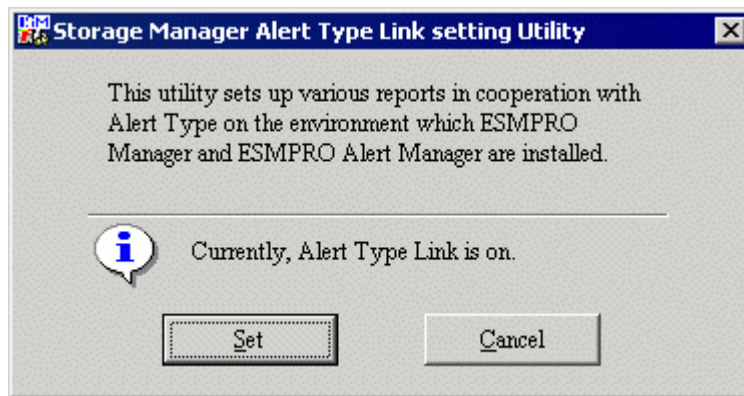 Storage Manager Alert Type Link setting Utility
This utility sets up various reports in cooperation with
Alert Type on the environment which ESMPRO
Manager and ESMPRO Alert Manager are installed.
Currently, Alert Type Link is on.
Set
Cancel